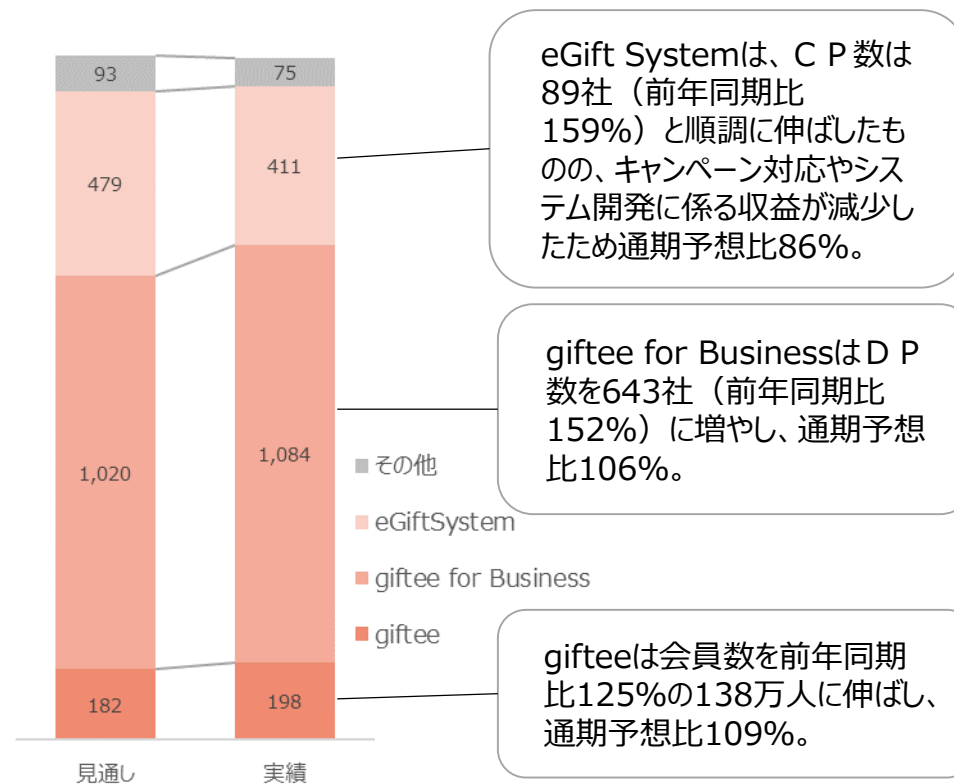 93
75
479
411
1,020
1,084
182
198
見通し
実績
その他
eGiftSystem
giftee for Business
giftee
eGift Systemは、ＣＰ数は
89社（前年同期比
159%）と順調に伸ばしたも
のの、キャンペーン対応やシス
テム開発に係る収益が減少し
たため通期予想比86%。
giftee for BusinessはＤＰ
数を643社（前年同期比
152%）に増やし、通期予想
比106%。
gifteeは会員数を前年同期
比125%の138万人に伸ばし、
通期予想比109%。